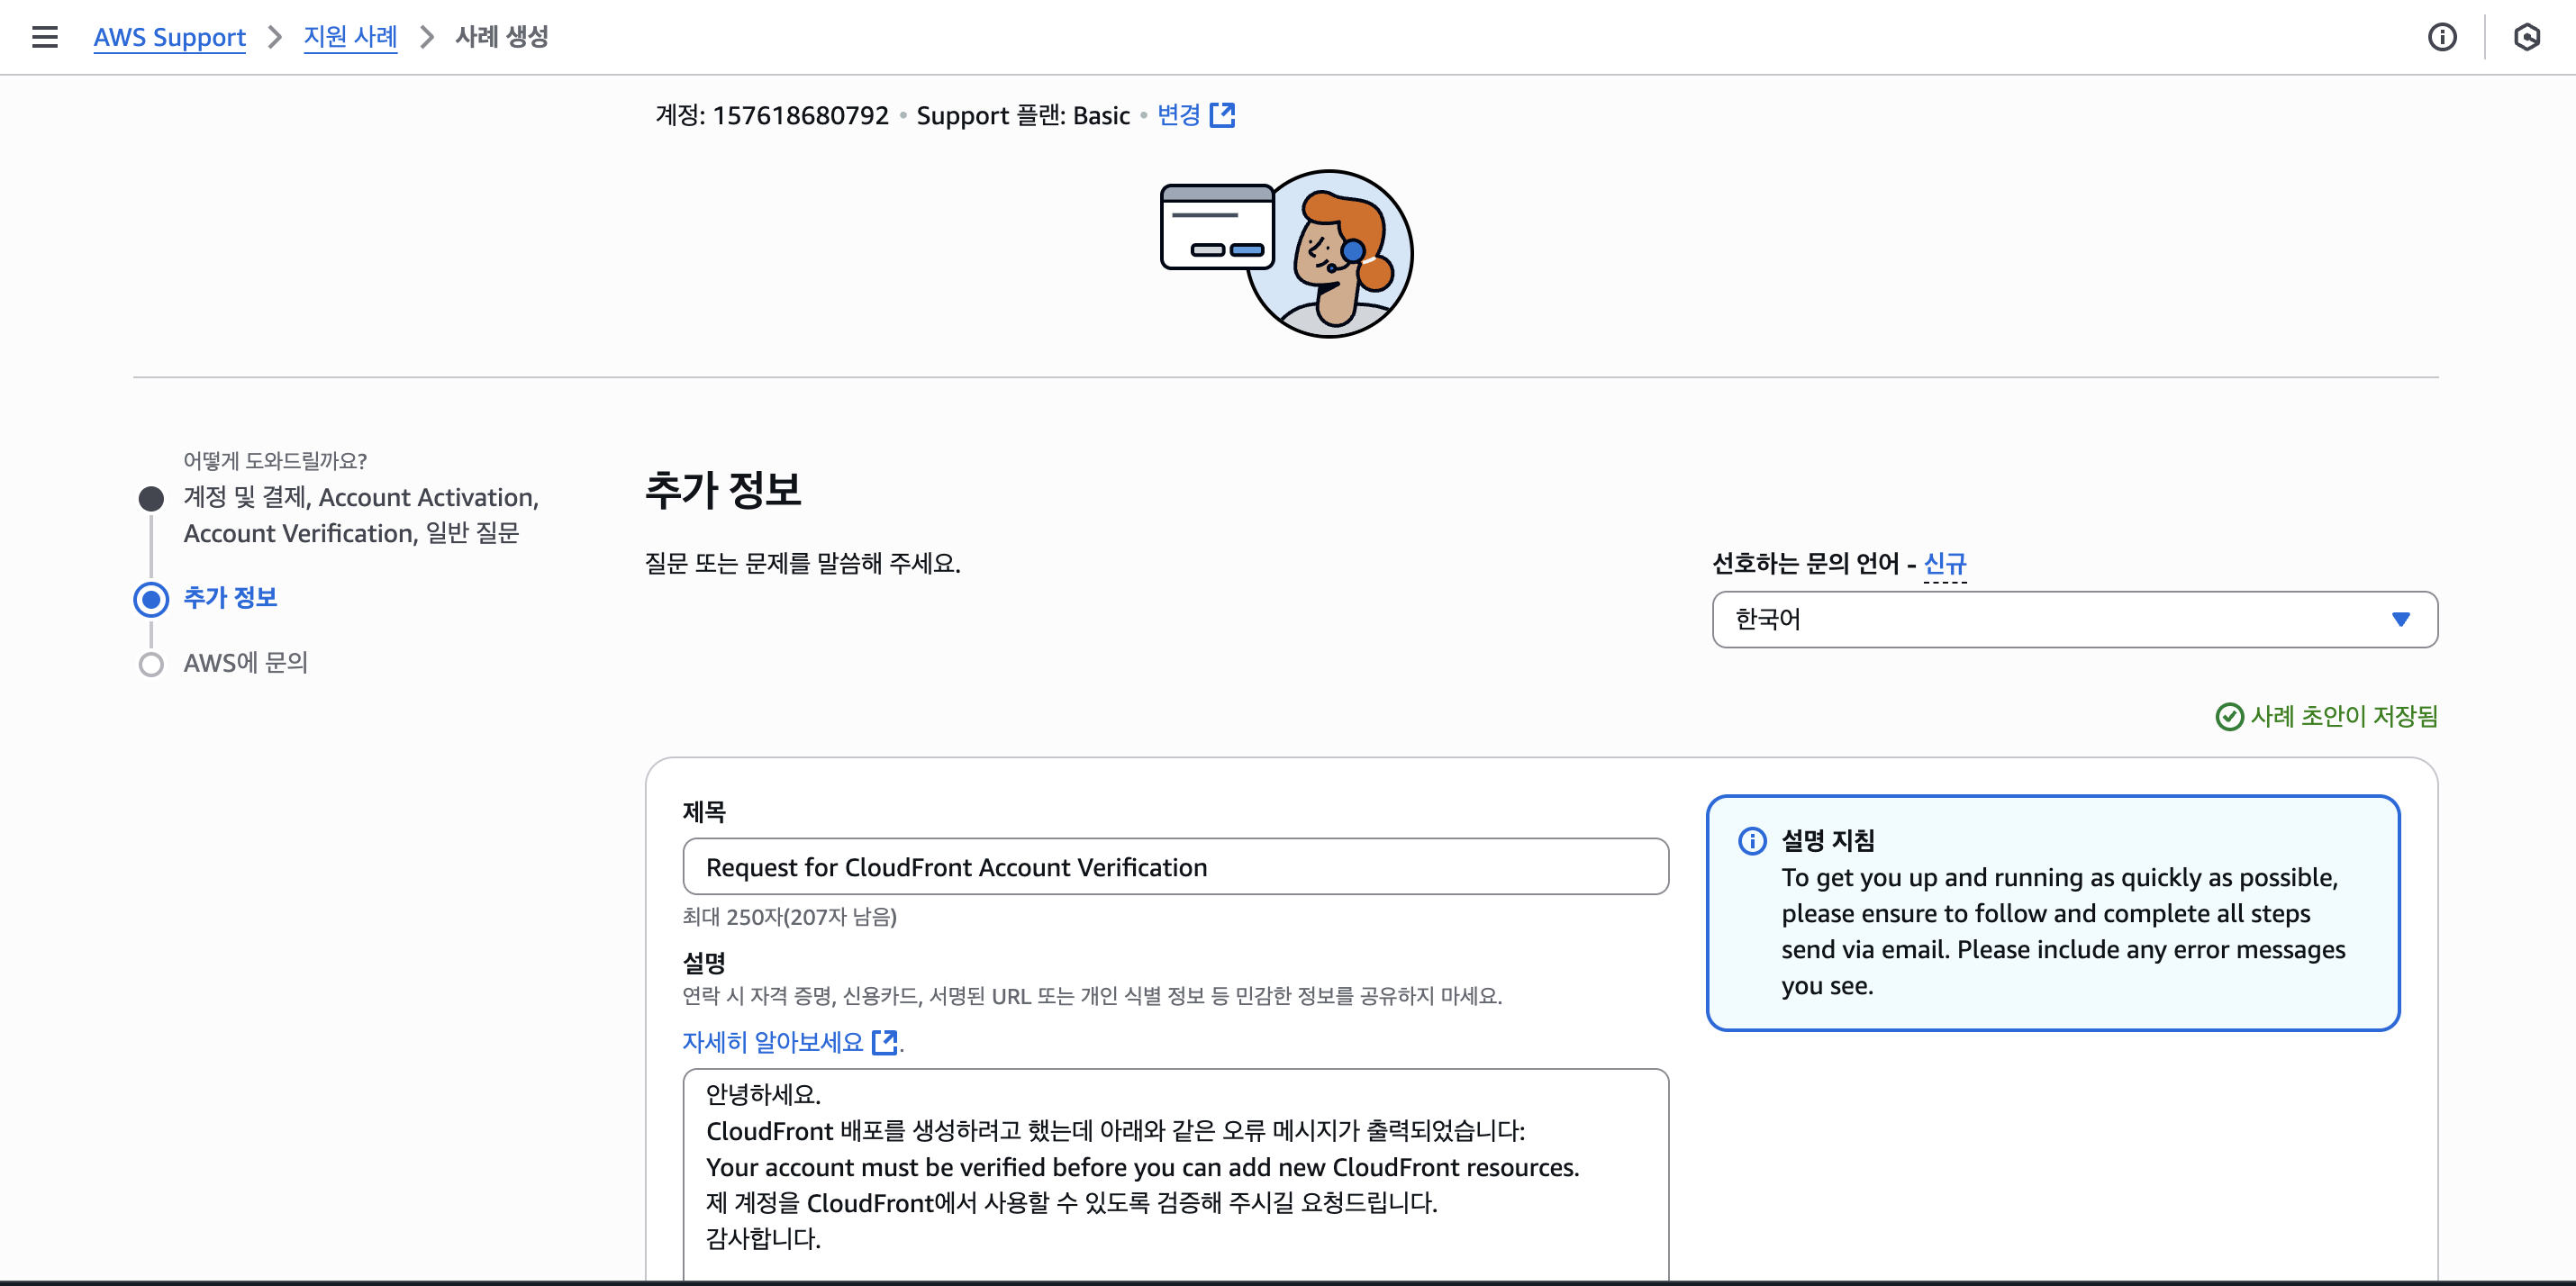 AWS Support > 지원 사례 > 사례 생성
계정: 157618680792 • Support 플랜: Basic • 변경
어떻게 도와드릴까요?
계정 및 결제, Account Activation,
Account Verification, 일반 질문
추가 정보
AWS에 문의
추가 정보
질문 또는 문제를 말씀해 주세요.
선호하는 문의 언어 - 신규
한국어
사례 초안이 저장됨
제목
Request for CloudFront Account Verification
최대 250자(207자 남음)
설명
연락 시 자격 증명, 신용카드, 서명된 URL 또는 개인 식별 정보 등 민감한 정보를 공유하지 마세요.
자세히 알아보세요.
안녕하세요.
CloudFront 배포를 생성하려고 했는데 아래와 같은 오류 메시지가 출력되었습니다:
Your account must be verified before you can add new CloudFront resources.
제 계정을 CloudFront에서 사용할 수 있도록 검증해 주시길 요청드립니다.
감사합니다.
설명 지침
To get you up and running as quickly as possible,
please ensure to follow and complete all steps
send via email. Please include any error messages
you see.